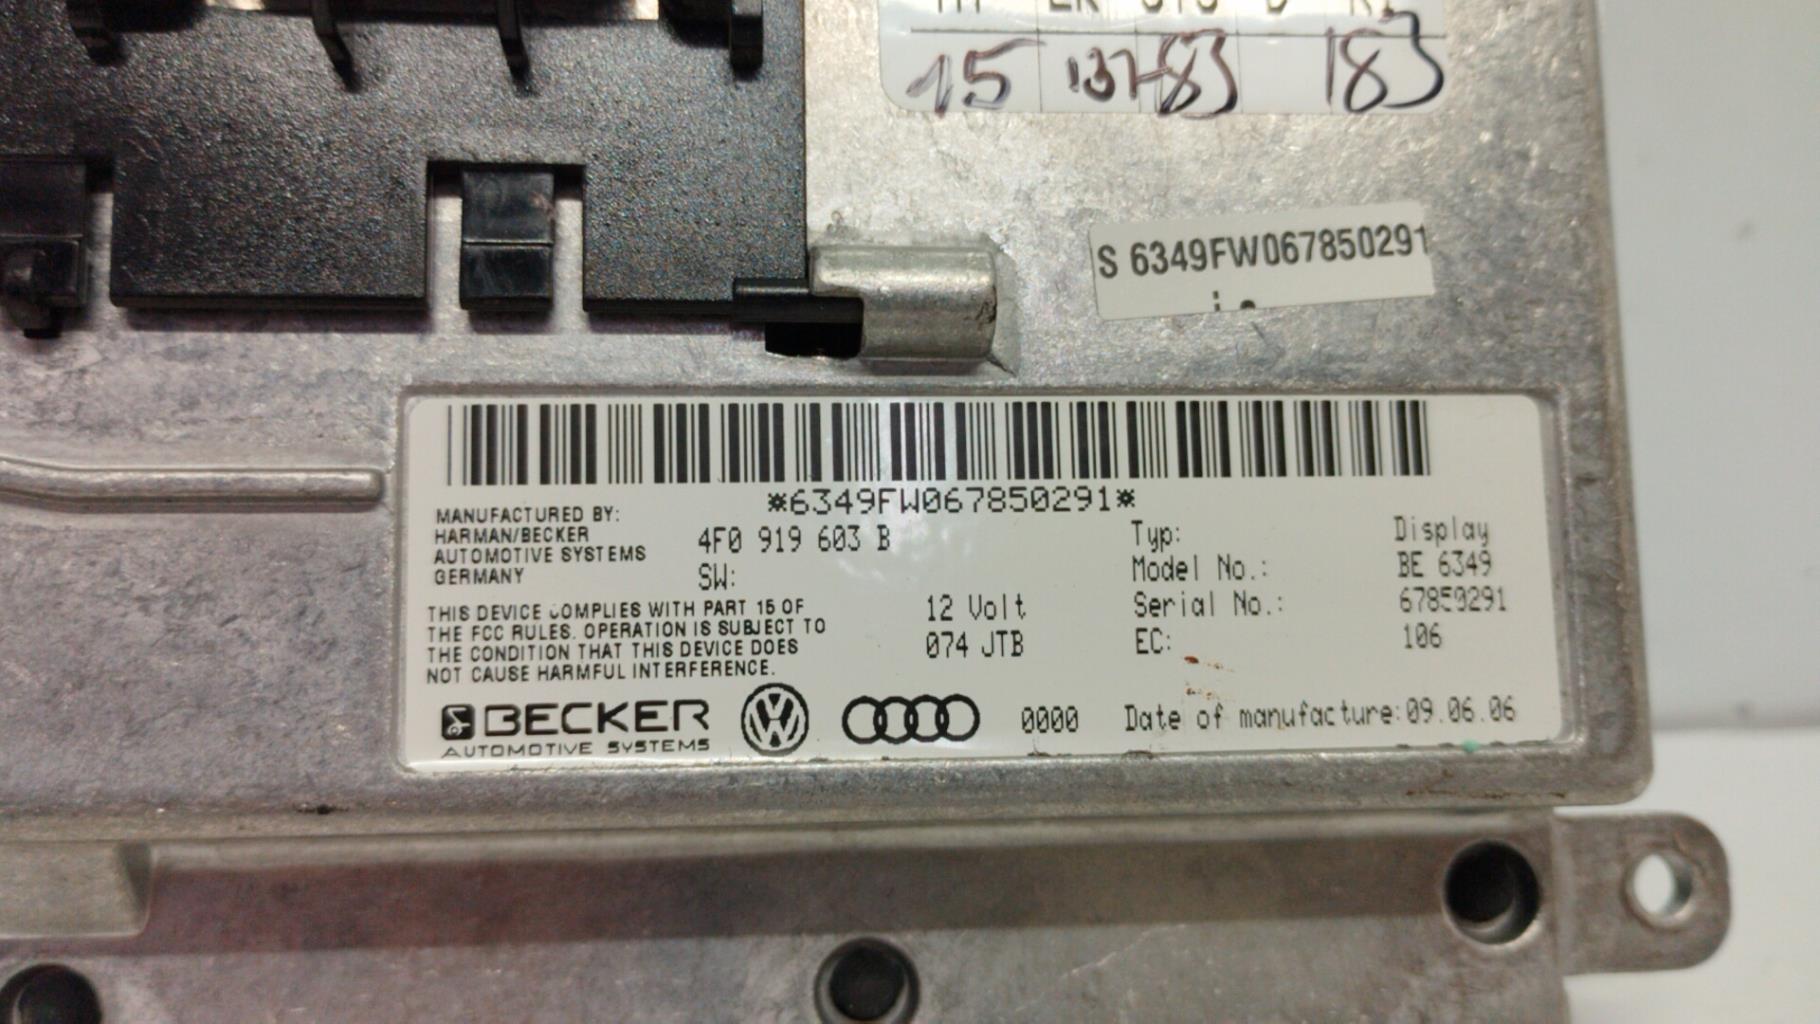 15 137-83 183
S 6349FW067850291
*6349FW067850291*
MANUFACTURED BY:
HARMAN/BECKER
AUTOMOTIVE SYSTEMS
GERMANY
4F0 919 603 B
SW:
THIS DEVICE COMPLIES WITH PART 15 OF
THE FCC RULES. OPERATION IS SUBJECT TO
THE CONDITION THAT THIS DEVICE DOES
NOT CAUSE HARMFUL INTERFERENCE.
12 Volt
074 JTB
Typ: Display
Model No.: BE 6349
Serial No.: 67850291
EC: 106
BECKER
AUTOMOTIVE SYSTEMS
0000
Date of manufacture:09.06.06